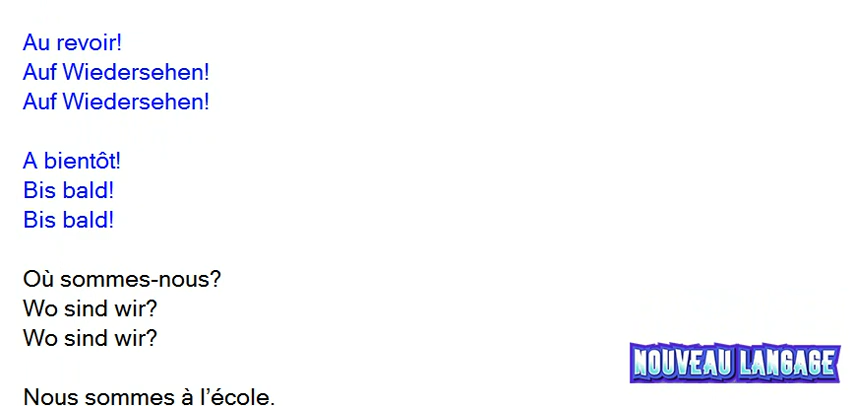 Au revoir!
Auf Wiedersehen!
Auf Wiedersehen!
A bientôt!
Bis bald!
Bis bald!
Où sommes-nous?
Wo sind wir?
Wo sind wir?
NOUVEAU LANGAGE
Nous sommes à l’école.